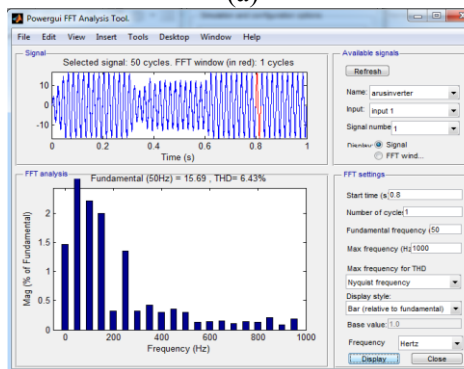 (a)
Powergui FFT Analysis Tool.
File Edit View Insert Tools Desktop Window Help
Signal
Selected signal: 50 cycles. FFT window (in red): 1 cycles
10
0
-10
0 0.2 0.4 0.6 0.8 1
Time (s)
FFT analysis
Fundamental (50Hz) = 15.69 , THD= 6.43%
Mag (% of Fundamental)
2
1.5
1
0.5
0
0 200 400 600 800 1000
Frequency (Hz)
Available signals
Refresh
Name: arusinverter
Input: input 1
Signal number 1
Display: Signal
FFT wind...
FFT settings
Start time (s 0.8
Number of cycle 1
Fundamental frequency ( 50
Max frequency (Hz 1000
Max frequency for THD
Nyquist frequency
Display style:
Bar (relative to fundamental)
Base value: 1.0
Frequency Hertz
Display Close